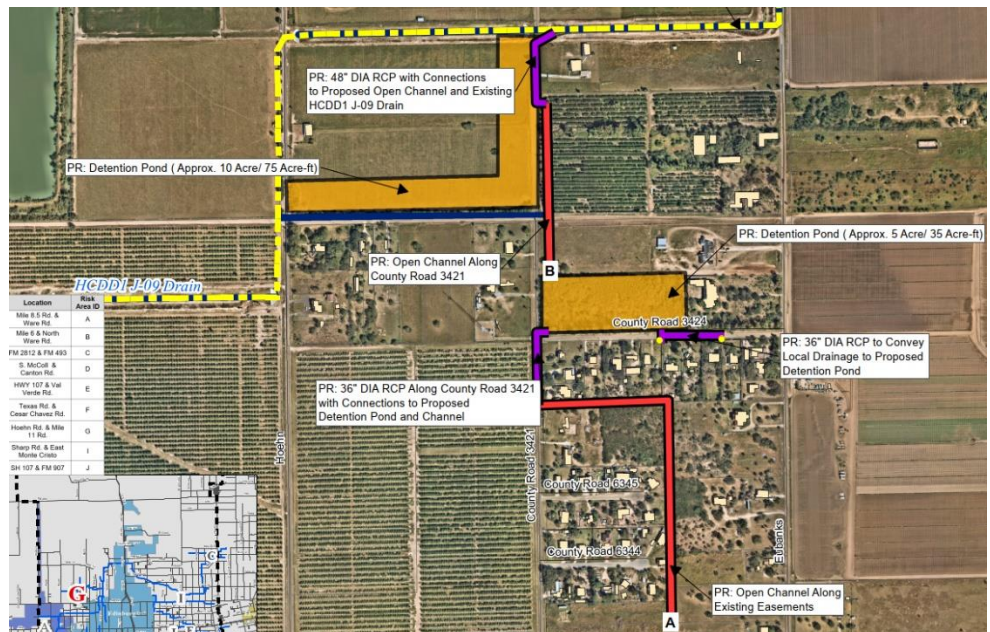 PR: 48" DIA RCP with Connections
to Proposed Open Channel and Existing
HCDD1 J-09 Drain
PR: Detention Pond ( Approx. 10 Acre/ 75 Acre-ft)
PR: Open Channel Along
County Road 3421
B
PR: Detention Pond ( Approx. 5 Acre/ 35 Acre-ft)
HCDD1 J-09 Drain
County Road 3424
PR: 36" DIA RCP to Convey
Local Drainage to Proposed
Detention Pond
PR: 36" DIA RCP Along County Road 3421
with Connections to Proposed
Detention Pond and Channel
Hoehn
County Road 3421
County Road 6345
County Road 6344
Eubanks
PR: Open Channel Along
Existing Easements
A
Location Risk Area ID
Mile 8.5 Rd. & Ware Rd. A
Mile 6 & North Ware Rd. B
FM 2812 & FM 493 C
S. McColl & Canton Rd. D
HWY 107 & Val Verde Rd. E
Texas Rd. & Cesar Chavez Rd. F
Hoehn Rd. & Mile 11 Rd. G
Sharp Rd. & East Monte Cristo I
SH 107 & FM 907 J
G
C
A